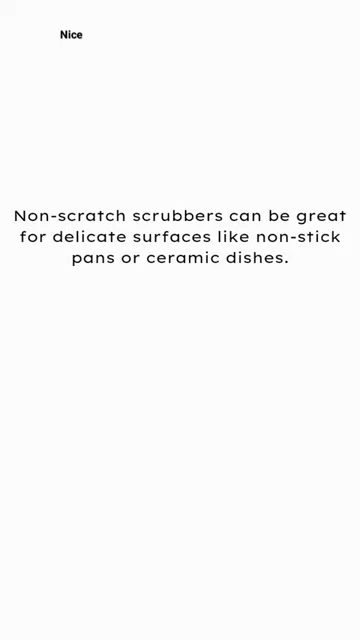 Nice
Non-scratch scrubbers can be great
for delicate surfaces like non-stick
pans or ceramic dishes.